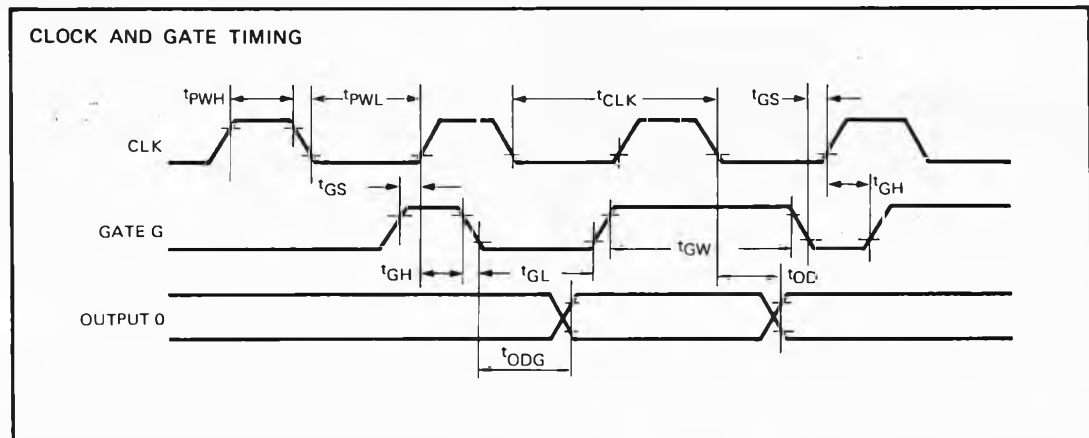 CLOCK AND GATE TIMING
tPWH tPWL tCLK tGS
CLK
tGS tGH
GATE G
tGH tGL tGW tOD
OUTPUT 0
tODG